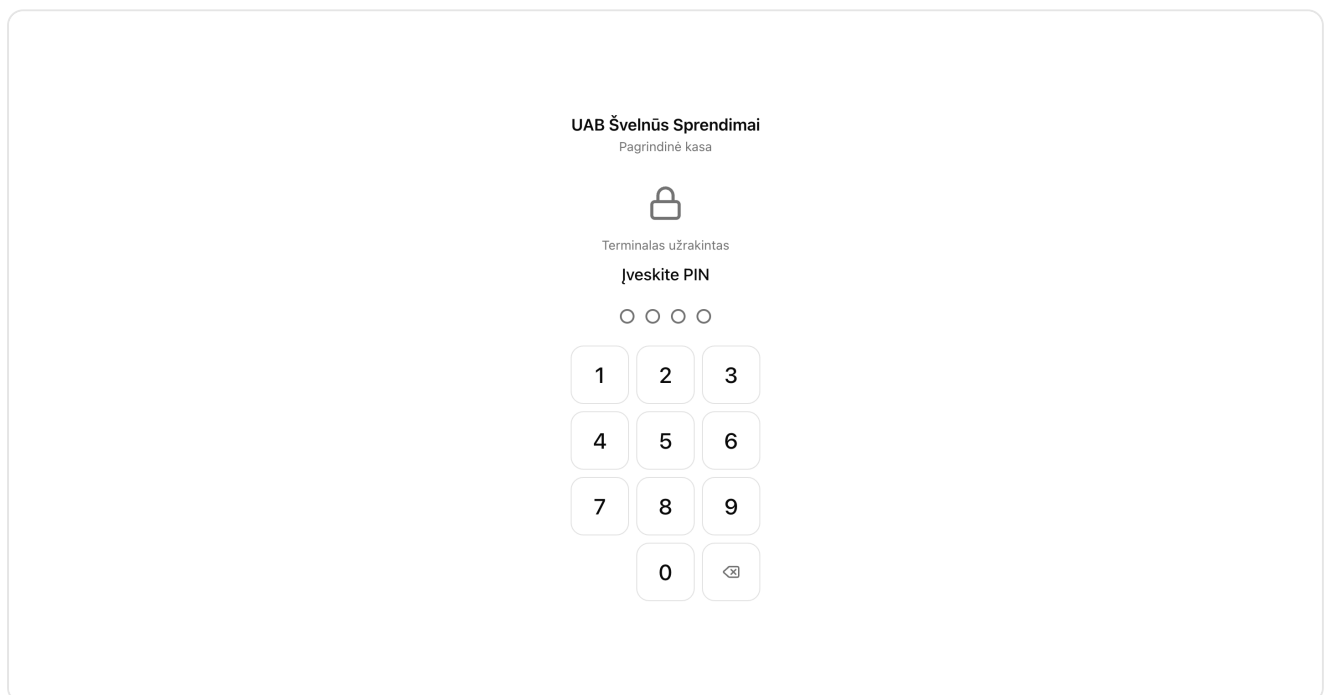 UAB Švelnūs Sprendimai
Pagrindinė kasa
Terminalas užrakintas
Įveskite PIN
1 2 3
4 5 6
7 8 9
0